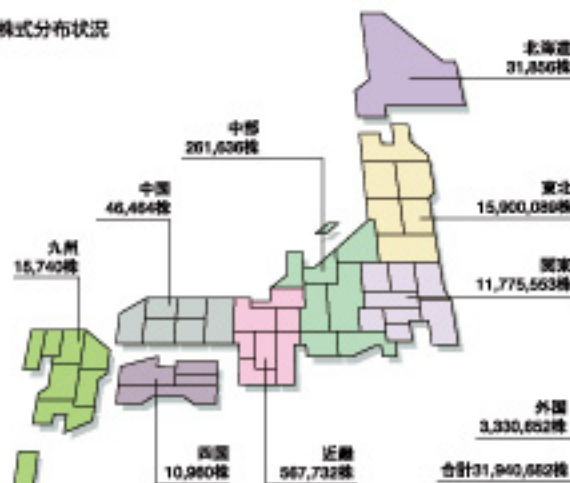 株式分布状況
北海道
31,856株
中部
261,636株
中国
46,464株
東北
15,900,089株
九州
15,740株
関東
11,775,553株
外国
3,330,652株
四国
10,960株
近畿
567,732株
合計31,940,682株